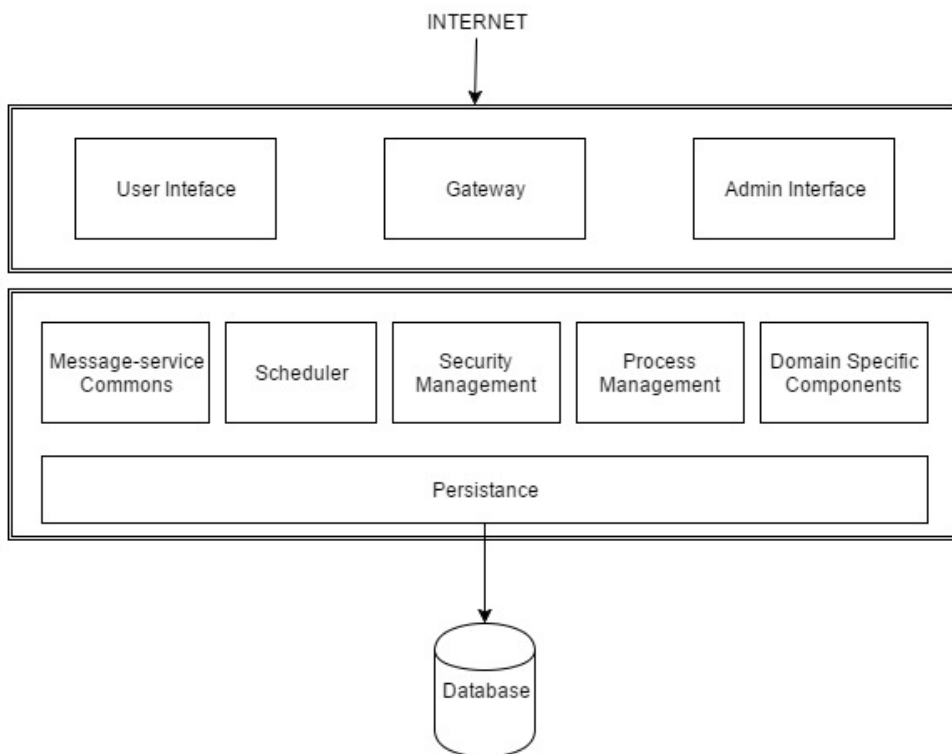 INTERNET
User Inteface
Gateway
Admin Interface
Message-service
Commons
Scheduler
Security
Management
Process
Management
Domain Specific
Components
Persistance
Database